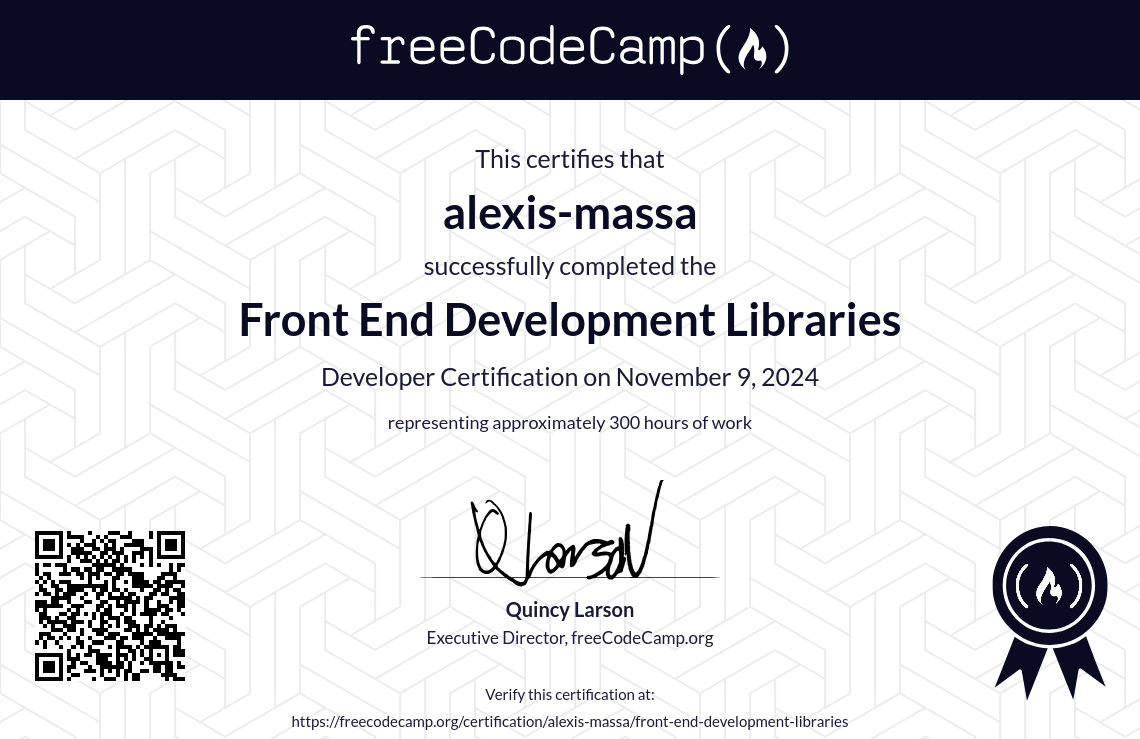 freeCodeCamp(🔥)
This certifies that
alexis-massa
successfully completed the
Front End Development Libraries
Developer Certification on November 9, 2024
representing approximately 300 hours of work
Quincy Larson
Executive Director, freeCodeCamp.org
Verify this certification at:
https://freecodecamp.org/certification/alexis-massa/front-end-development-libraries